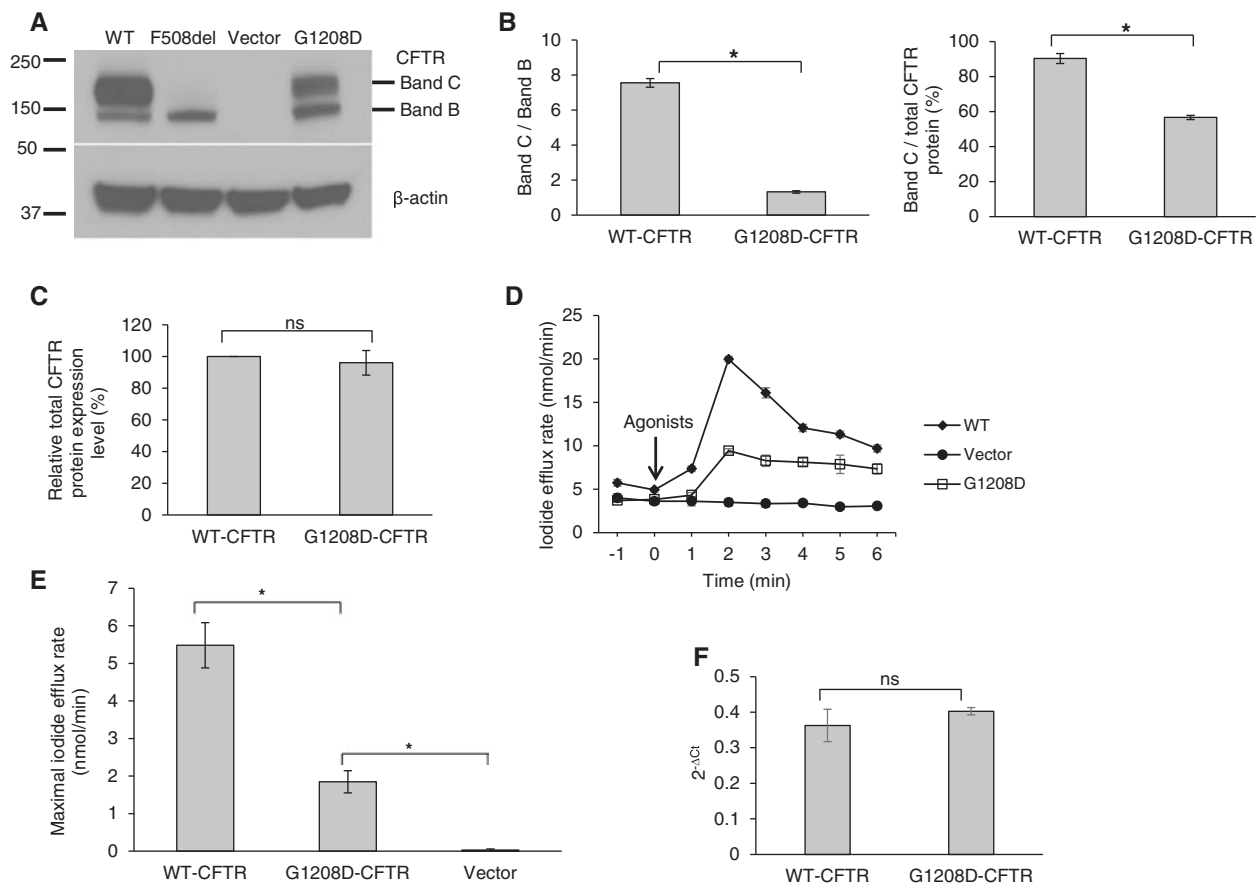 A
WT F508del Vector G1208D
250
150
50
37
CFTR
Band C
Band B
β-actin
B
Band C / Band B
8
6
4
2
0
*
WT-CFTR G1208D-CFTR
Band C / total CFTR
protein (%)
100
80
60
40
20
0
*
WT-CFTR G1208D-CFTR
C
Relative total CFTR
protein expression
level (%)
120
100
80
60
40
20
0
ns
WT-CFTR G1208D-CFTR
D
Iodide efflux rate (nmol/min)
25
20
15
10
5
0
Agonists
-1 0 1 2 3 4 5 6
Time (min)
WT
Vector
G1208D
E
Maximal iodide efflux rate
(nmol/min)
7
6
5
4
3
2
1
0
*
*
WT-CFTR G1208D-CFTR Vector
F
2-ΔCt
0.5
0.4
0.3
0.2
0.1
0
ns
WT-CFTR G1208D-CFTR